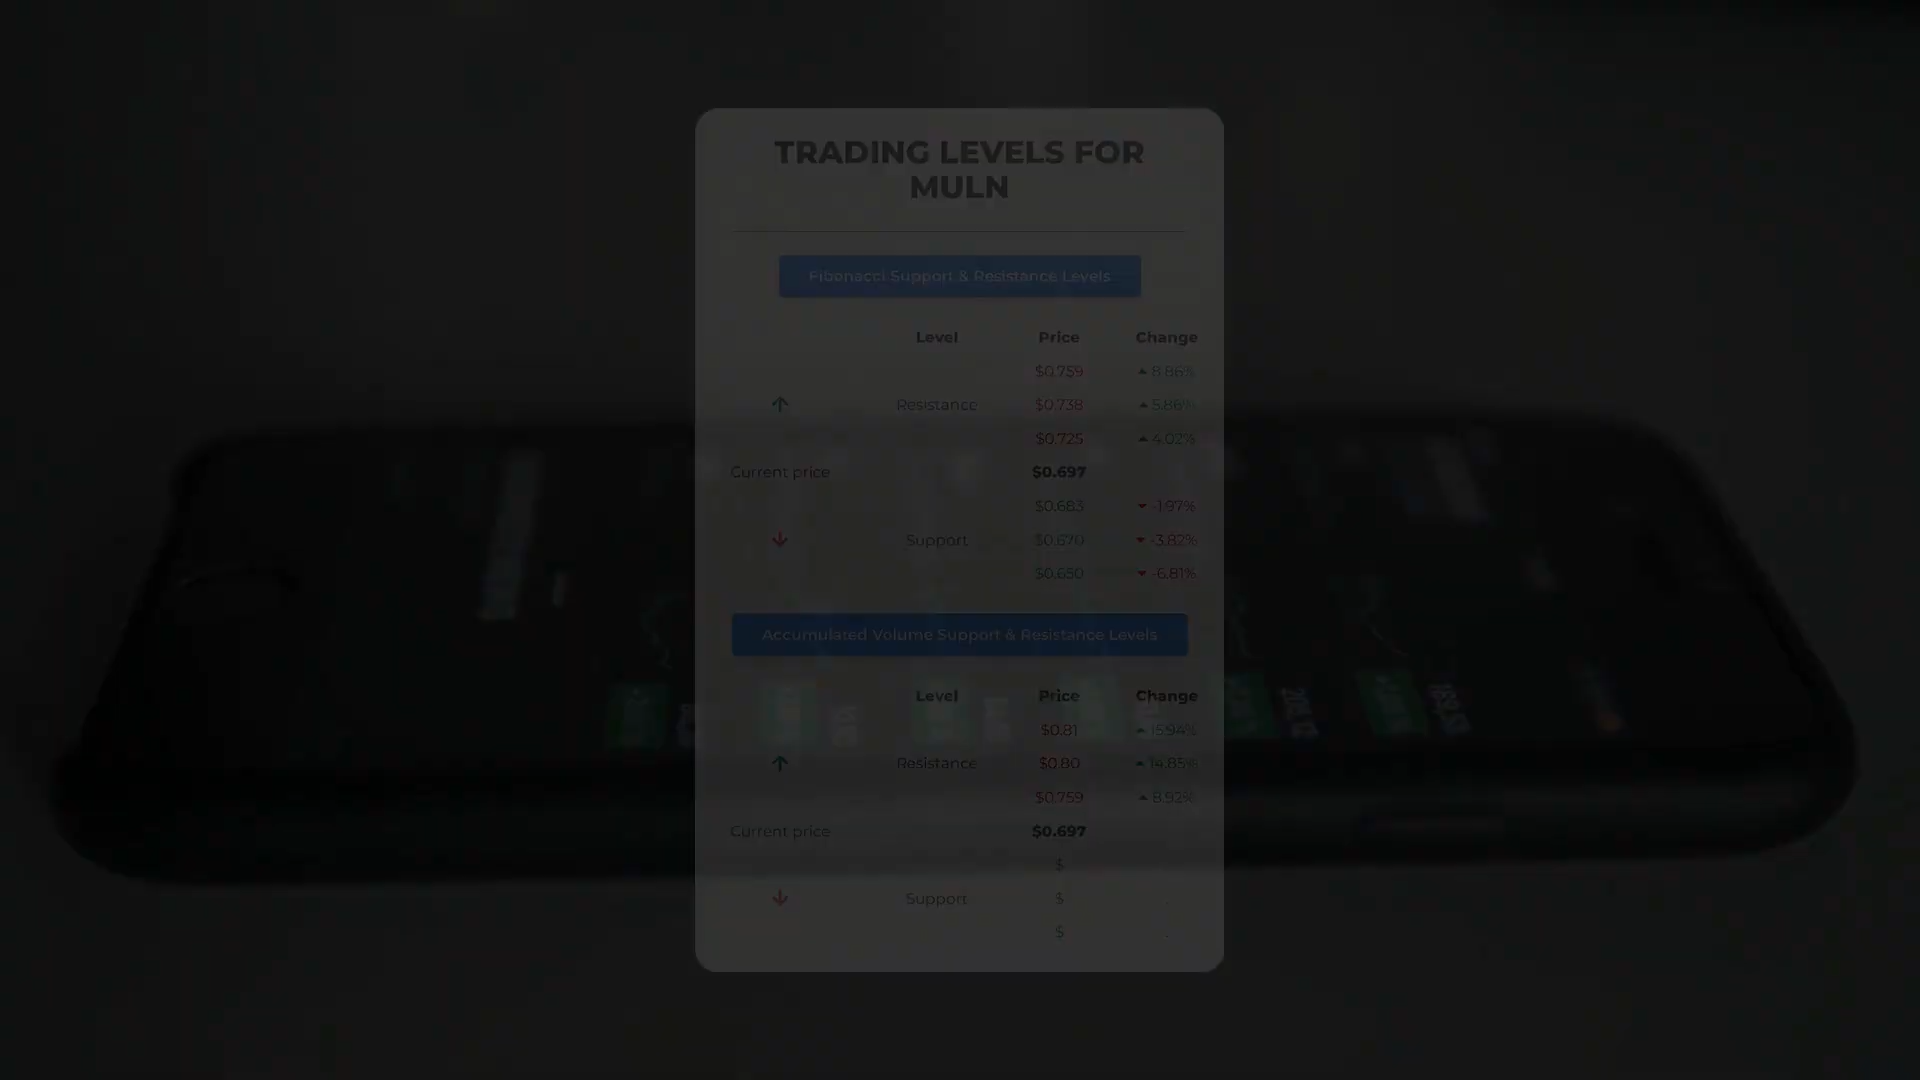 TRADING LEVELS FOR
MULN
Fibonacci Support & Resistance Levels
Level Price Change
$0.759 8.86%
Resistance $0.738 5.86%
$0.725 4.02%
Current price $0.697
$0.683 -1.97%
Support $0.670 -3.82%
$0.650 -6.81%
Accumulated Volume Support & Resistance Levels
Level Price Change
$0.81 15.94%
Resistance $0.80 14.85%
$0.759 8.92%
Current price $0.697
$
Support $
$